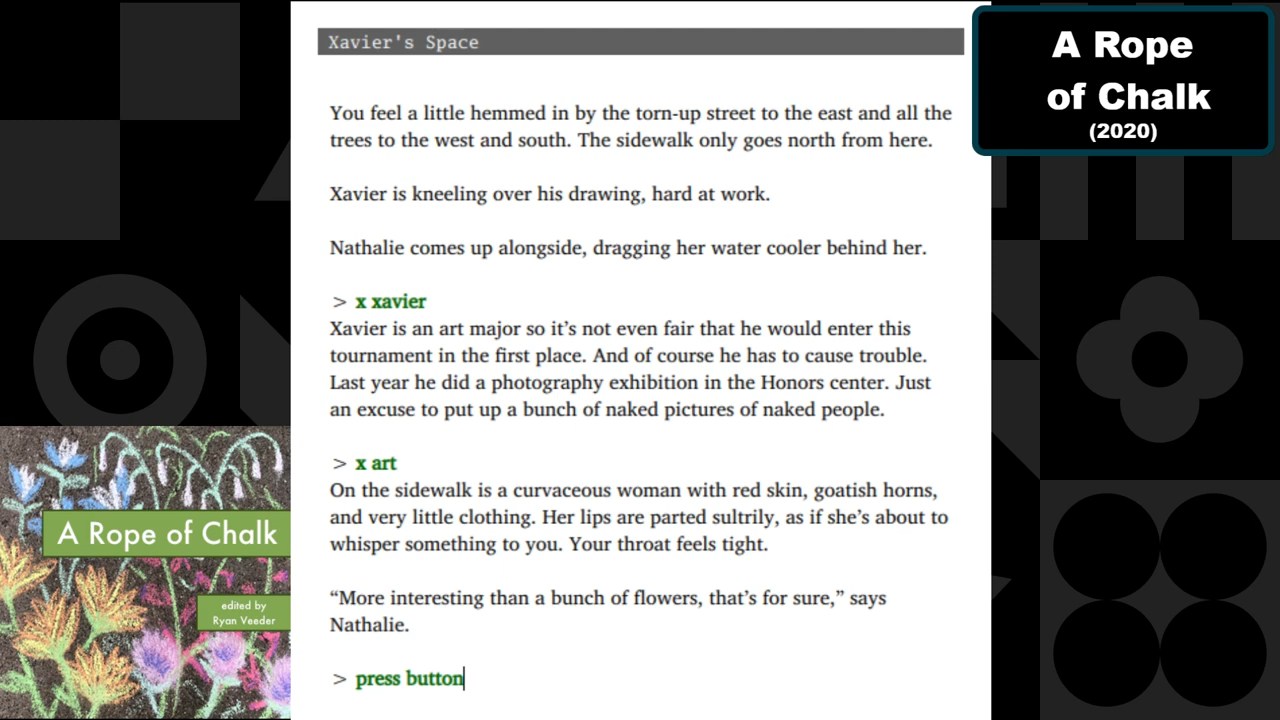 Xavier's Space
You feel a little hemmed in by the torn-up street to the east and all the
trees to the west and south. The sidewalk only goes north from here.
Xavier is kneeling over his drawing, hard at work.
Nathalie comes up alongside, dragging her water cooler behind her.
> x xavier
Xavier is an art major so it’s not even fair that he would enter this
tournament in the first place. And of course he has to cause trouble.
Last year he did a photography exhibition in the Honors center. Just
an excuse to put up a bunch of naked pictures of naked people.
> x art
On the sidewalk is a curvaceous woman with red skin, goatish horns,
and very little clothing. Her lips are parted sultrily, as if she’s about to
whisper something to you. Your throat feels tight.
“More interesting than a bunch of flowers, that’s for sure,” says
Nathalie.
> press button
A Rope
of Chalk
(2020)
A Rope of Chalk
edited by
Ryan Veeder